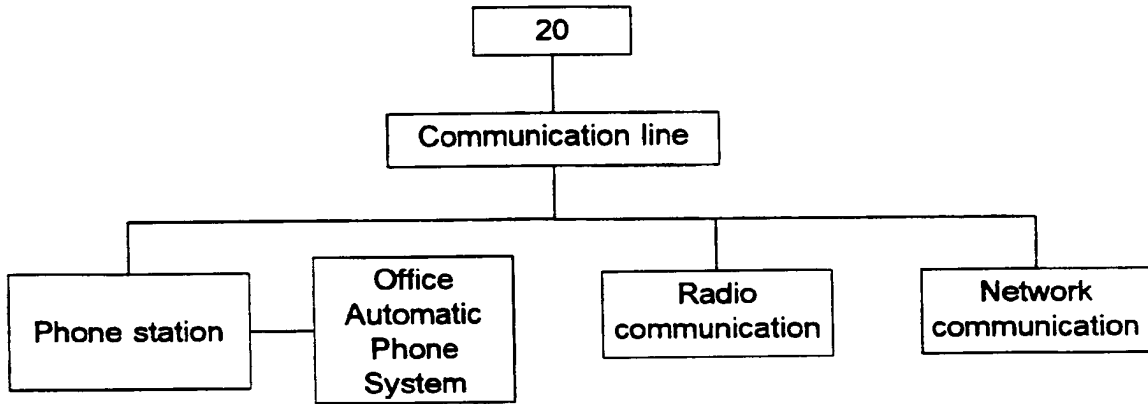 20
Communication line
Phone station
Office
Automatic
Phone
System
Radio
communication
Network
communication